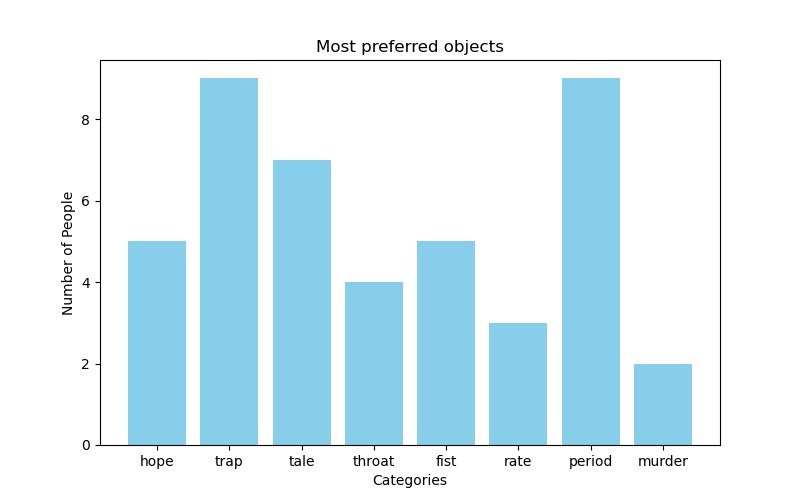 Most preferred objects
Number of People
8
6
4
2
0
hope trap tale throat fist rate period murder
Categories